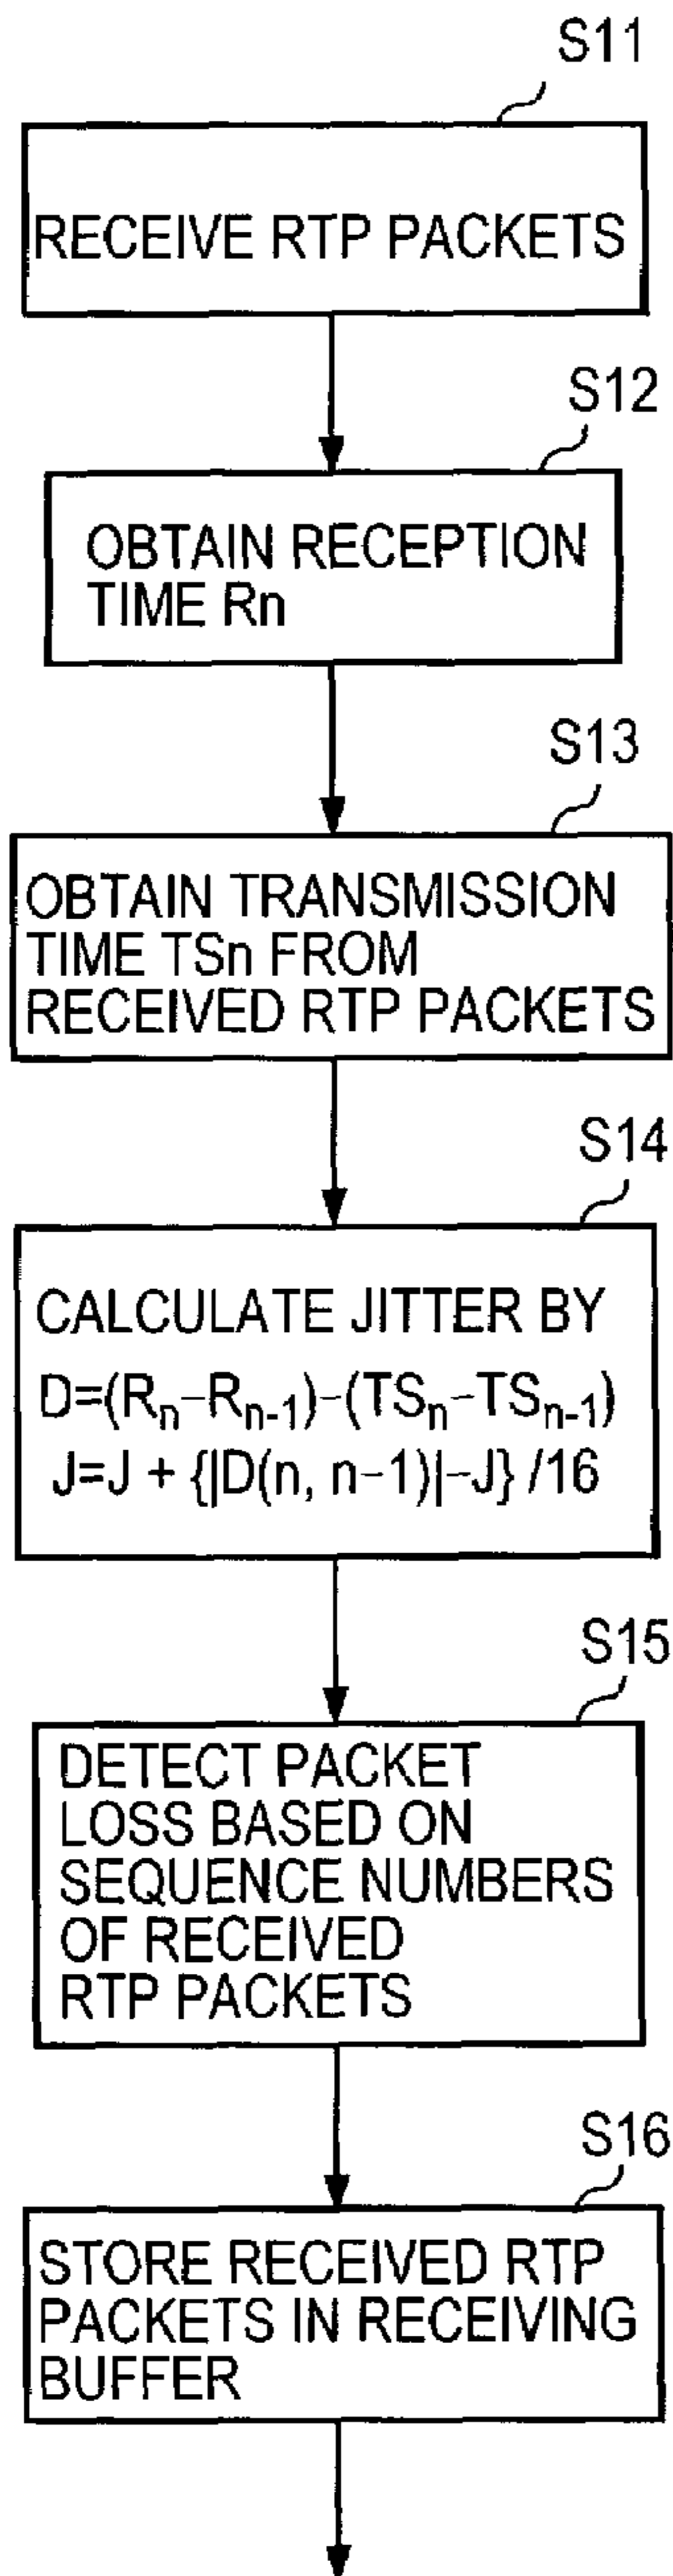 S11
RECEIVE RTP PACKETS
S12
OBTAIN RECEPTION
TIME Rn
S13
OBTAIN TRANSMISSION
TIME TSn FROM
RECEIVED RTP PACKETS
S14
CALCULATE JITTER BY
D=(Rn-Rn-1)-(TSn-TSn-1)
J=J + {|D(n, n-1)|-J} /16
S15
DETECT PACKET
LOSS BASED ON
SEQUENCE NUMBERS
OF RECEIVED
RTP PACKETS
S16
STORE RECEIVED RTP
PACKETS IN RECEIVING
BUFFER